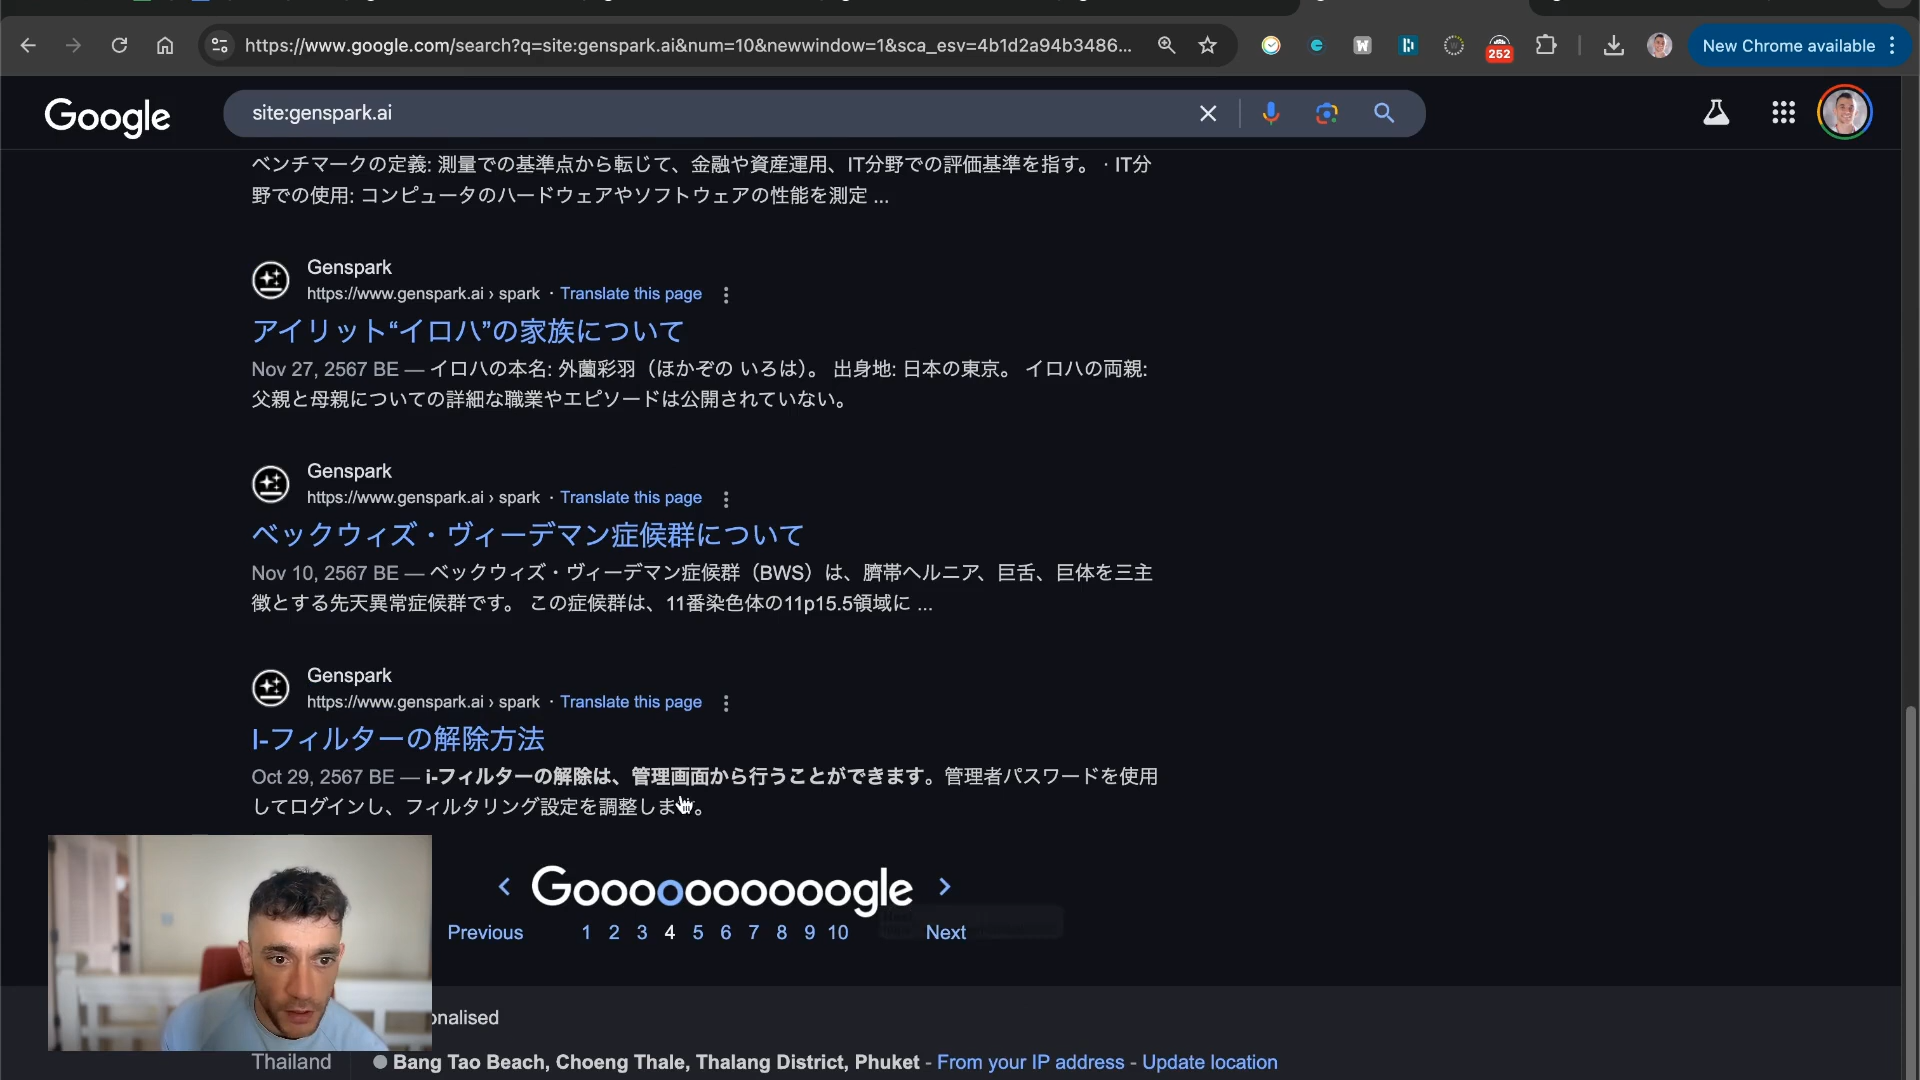 https://www.google.com/search?q=site:genspark.ai&num=10&newwindow=1&sca_esv=4b1d2a94b3486...
252
New Chrome available
Google
site:genspark.ai
ベンチマークの定義: 測量での基準点から転じて、金融や資産運用、IT分野での評価基準を指す。 · IT分
野での使用: コンピュータのハードウェアやソフトウェアの性能を測定 ...
Genspark
https://www.genspark.ai › spark · Translate this page
アイリット“イロハ”の家族について
Nov 27, 2567 BE — イロハの本名: 外薗彩羽（ほかぞの いろは）。 出身地: 日本の東京。 イロハの両親:
父親と母親についての詳細な職業やエピソードは公開されていない。
Genspark
https://www.genspark.ai › spark · Translate this page
ベックウィズ・ヴィーデマン症候群について
Nov 10, 2567 BE — ベックウィズ・ヴィーデマン症候群（BWS）は、臍帯ヘルニア、巨舌、巨体を三主
徴とする先天異常症候群です。 この症候群は、11番染色体の11p15.5領域に ...
Genspark
https://www.genspark.ai › spark · Translate this page
I-フィルターの解除方法
Oct 29, 2567 BE — i-フィルターの解除は、管理画面から行うことができます。管理者パスワードを使用
してログインし、フィルタリング設定を調整します。
Goooooooooogle
Previous 1 2 3 4 5 6 7 8 9 10 Next
onalised
Thailand
Bang Tao Beach, Choeng Thale, Thalang District, Phuket - From your IP address - Update location